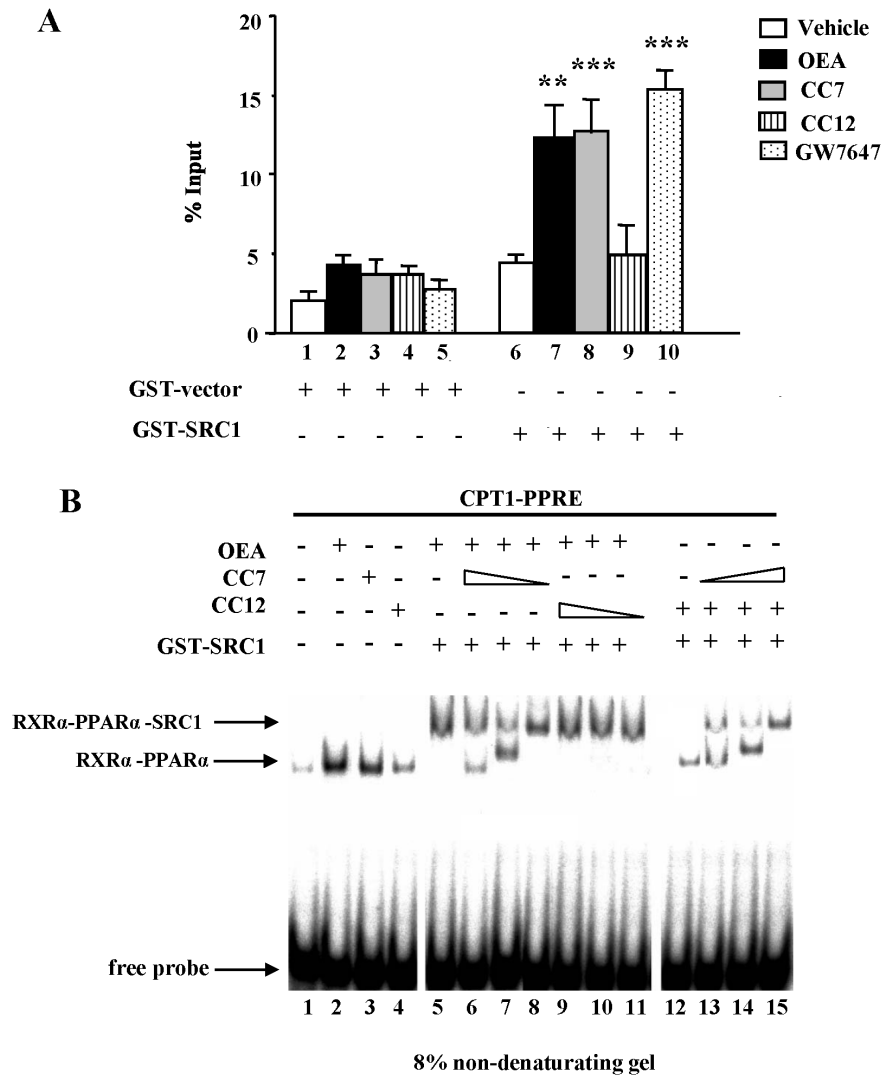 A
20
15
10
5
0
% Input
** *** ***
Vehicle
OEA
CC7
CC12
GW7647
1 2 3 4 5 6 7 8 9 10
GST-vector + + + + + - - - - -
GST-SRC1 - - - - - + + + + +
B
CPT1-PPRE
OEA - + - - + + + + + + + - - - -
CC7 - - + - - - - - -
CC12 - - - + - - - - + + + +
GST-SRC1 - - - - + + + + + + + + + + +
RXRα-PPARα-SRC1
RXRα-PPARα
free probe
1 2 3 4 5 6 7 8 9 10 11 12 13 14 15
8% non-denaturating gel